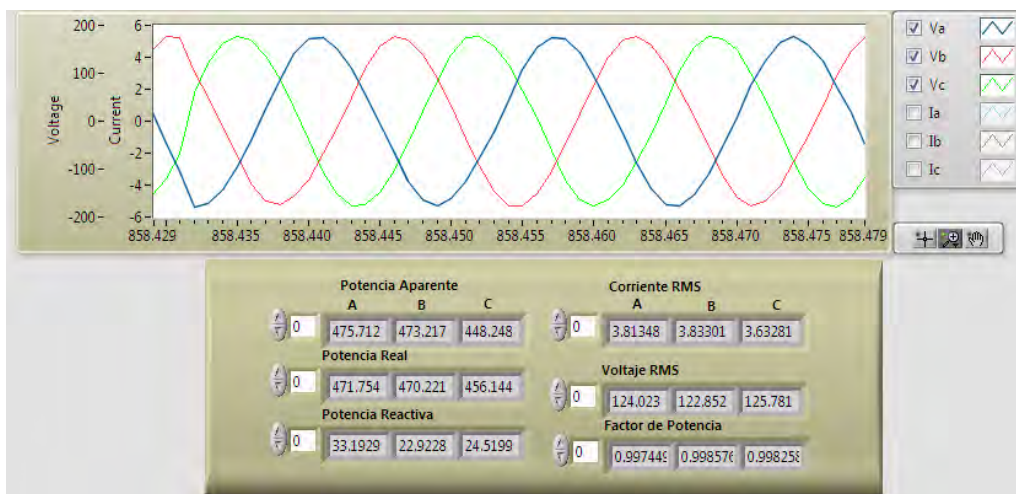 Voltage
Current
200-
100-
0-
-100-
-200-
6-
4-
2-
0-
-2-
-4-
-6-
858.429 858.435 858.440 858.445 858.450 858.455 858.460 858.465 858.470 858.475 858.479
Va
Vb
Vc
Ia
Ib
Ic
Potencia Aparente
A B C
0 475.712 473.217 448.248
Potencia Real
0 471.754 470.221 456.144
Potencia Reactiva
0 33.1929 22.9228 24.5199
Corriente RMS
A B C
0 3.81348 3.83301 3.63281
Voltaje RMS
0 124.023 122.852 125.781
Factor de Potencia
0 0.997449 0.998576 0.998258